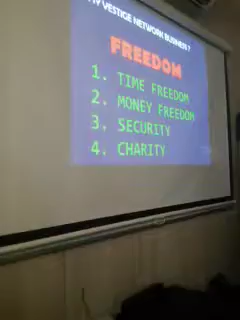 VESTIGE NETWORK BUSINESS ?
FREEDOM
1. TIME FREEDOM
2. MONEY FREEDOM
3. SECURITY
4. CHARITY